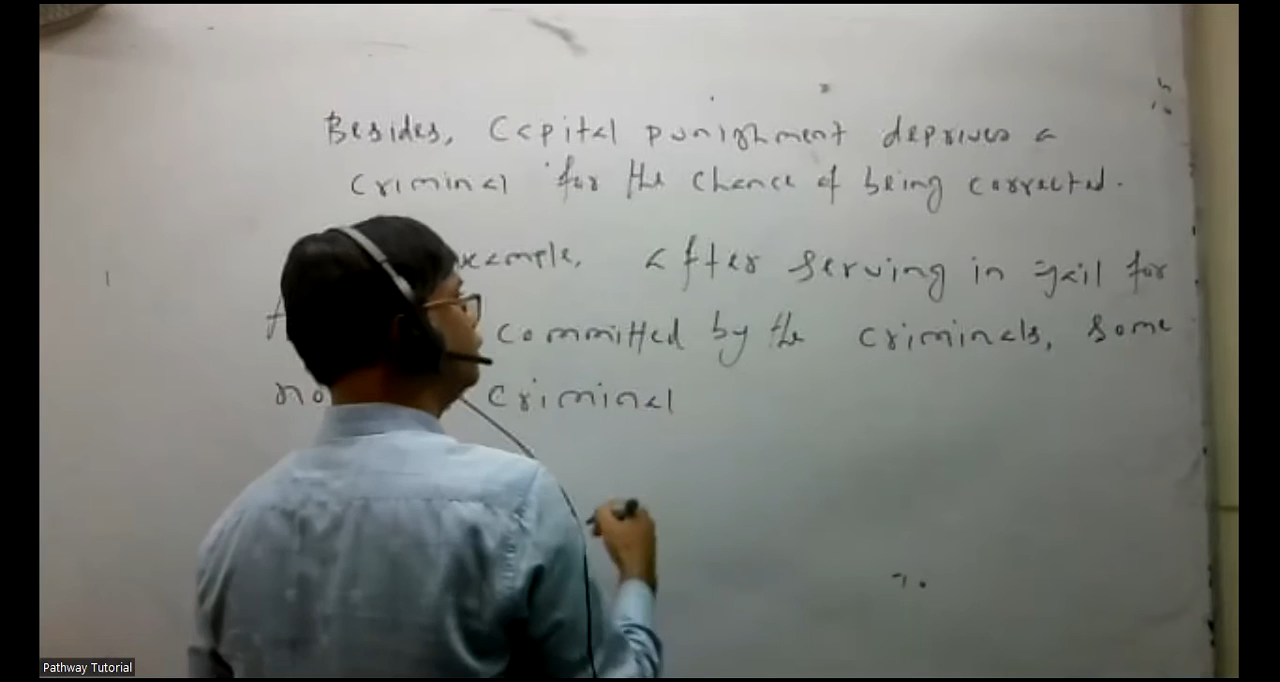 Besides, Capital punishment deprives a
criminal for the chance of being corrected.
example, after serving in jail for
committed by the criminals, some
criminal
Pathway Tutorial